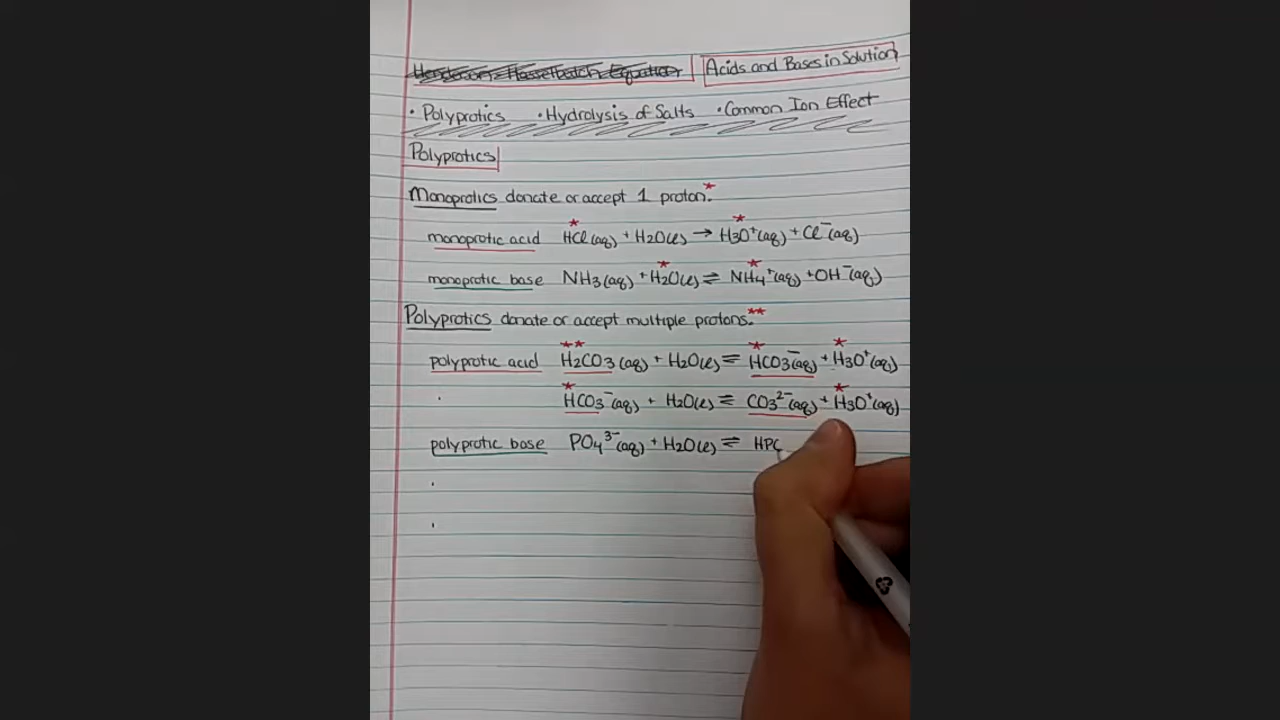 Henderson-Hasselbalch Equation
Acids and Bases in Solution
• Polyprotics • Hydrolysis of Salts • Common Ion Effect
Polyprotics
Monoprotics donate or accept 1 proton.*
monoprotic acid HCl(aq) + H2O(l) → H3O⁺(aq) + Cl⁻(aq)
monoprotic base NH3(aq) + H2O(l) ⇌ NH4⁺(aq) + OH⁻(aq)
Polyprotics donate or accept multiple protons.**
polyprotic acid H2CO3(aq) + H2O(l) ⇌ HCO3⁻(aq) + H3O⁺(aq)
HCO3⁻(aq) + H2O(l) ⇌ CO3²⁻(aq) + H3O⁺(aq)
polyprotic base PO4³⁻(aq) + H2O(l) ⇌ HPO